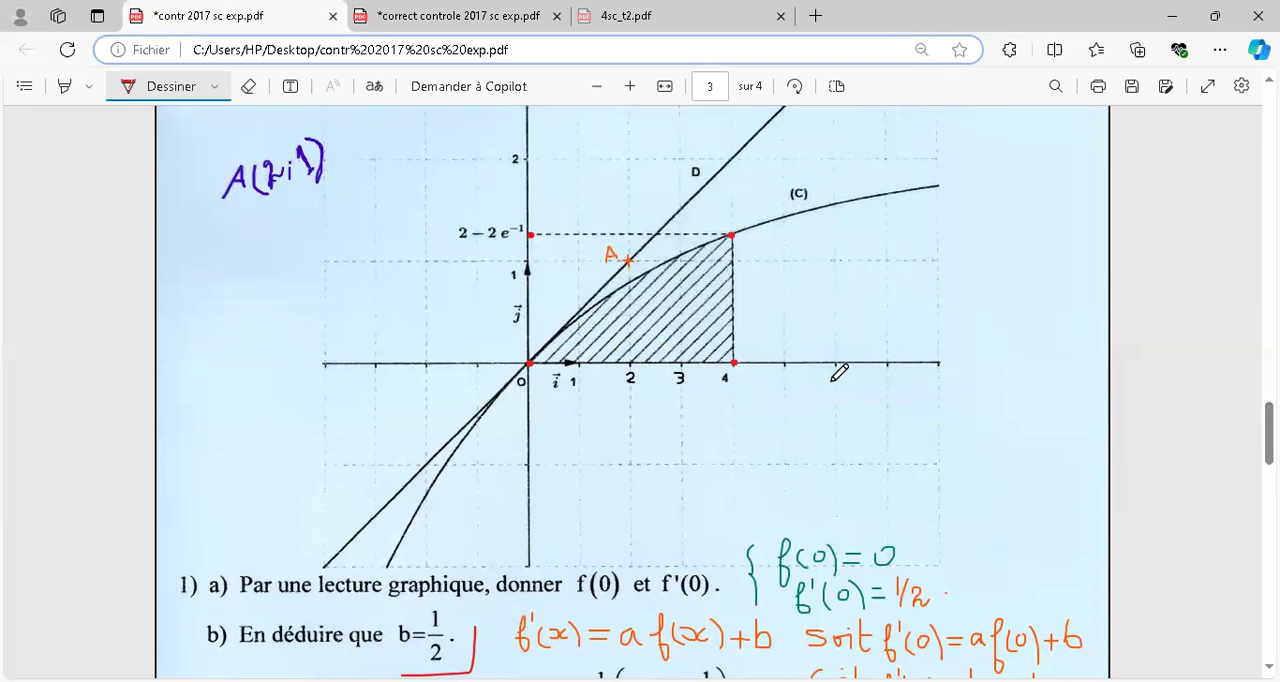 *contr 2017 sc exp.pdf
*correct controle 2017 sc exp.pdf
4sc_t2.pdf
Fichier
C:/Users/HP/Desktop/contr%202017%20sc%20exp.pdf
Dessiner
Demander à Copilot
3 sur 4
A(2;1)
2
D
(C)
2 − 2 e⁻¹
A
1
j
O i 1 2 3 4
f(0)=0
1) a) Par une lecture graphique, donner f(0) et f'(0).
f'(0)=1/2
b) En déduire que b=1/2.
f'(x)=a f(x)+b soit f'(0)=a f(0)+b